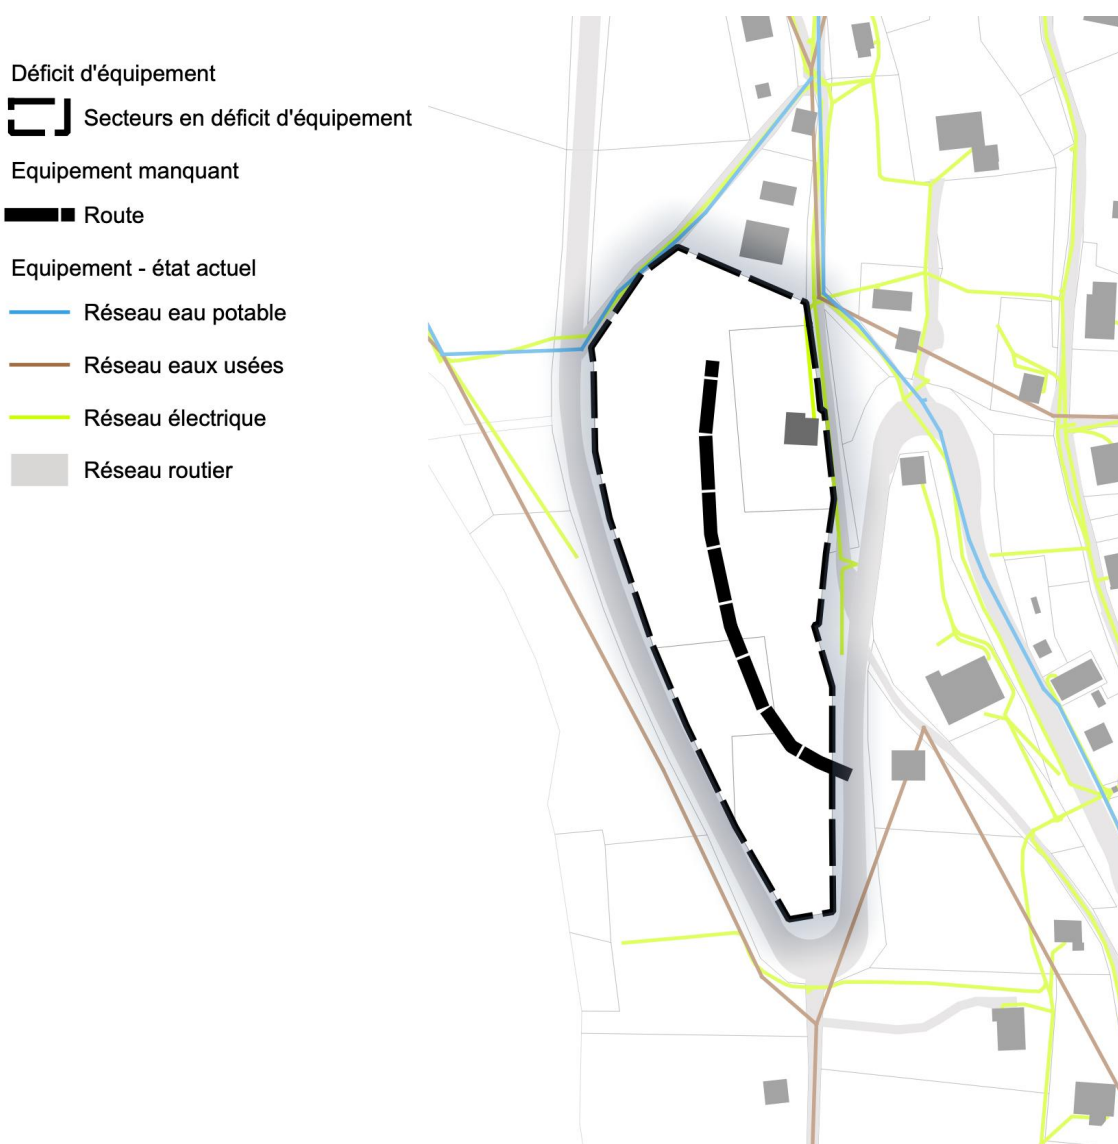 Déficit d'équipement
Secteurs en déficit d'équipement
Equipement manquant
Route
Equipement - état actuel
Réseau eau potable
Réseau eaux usées
Réseau électrique
Réseau routier